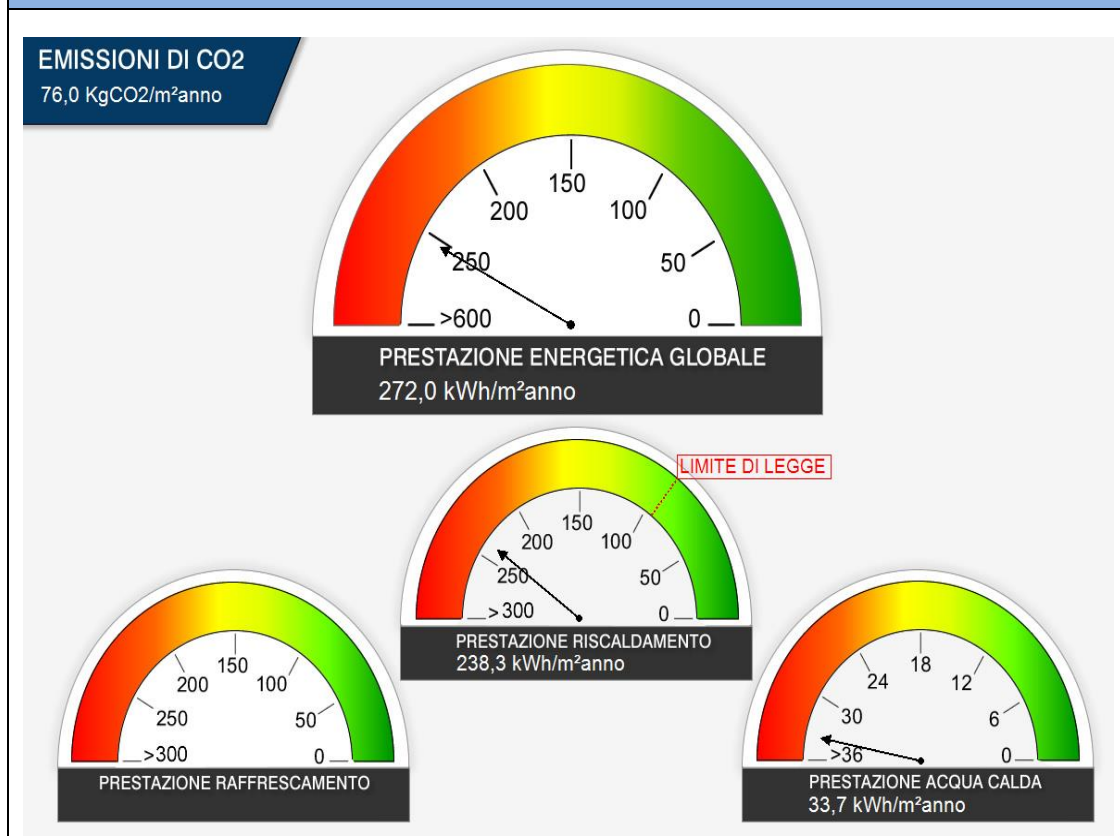 EMISSIONI DI CO2
76,0 KgCO2/m²anno
150
200
100
250
50
>600
0
PRESTAZIONE ENERGETICA GLOBALE
272,0 kWh/m²anno
LIMITE DI LEGGE
150
200
100
250
50
>300
0
PRESTAZIONE RISCALDAMENTO
238,3 kWh/m²anno
150
200
100
250
50
>300
0
PRESTAZIONE RAFFRESCAMENTO
18
24
12
30
6
>36
0
PRESTAZIONE ACQUA CALDA
33,7 kWh/m²anno